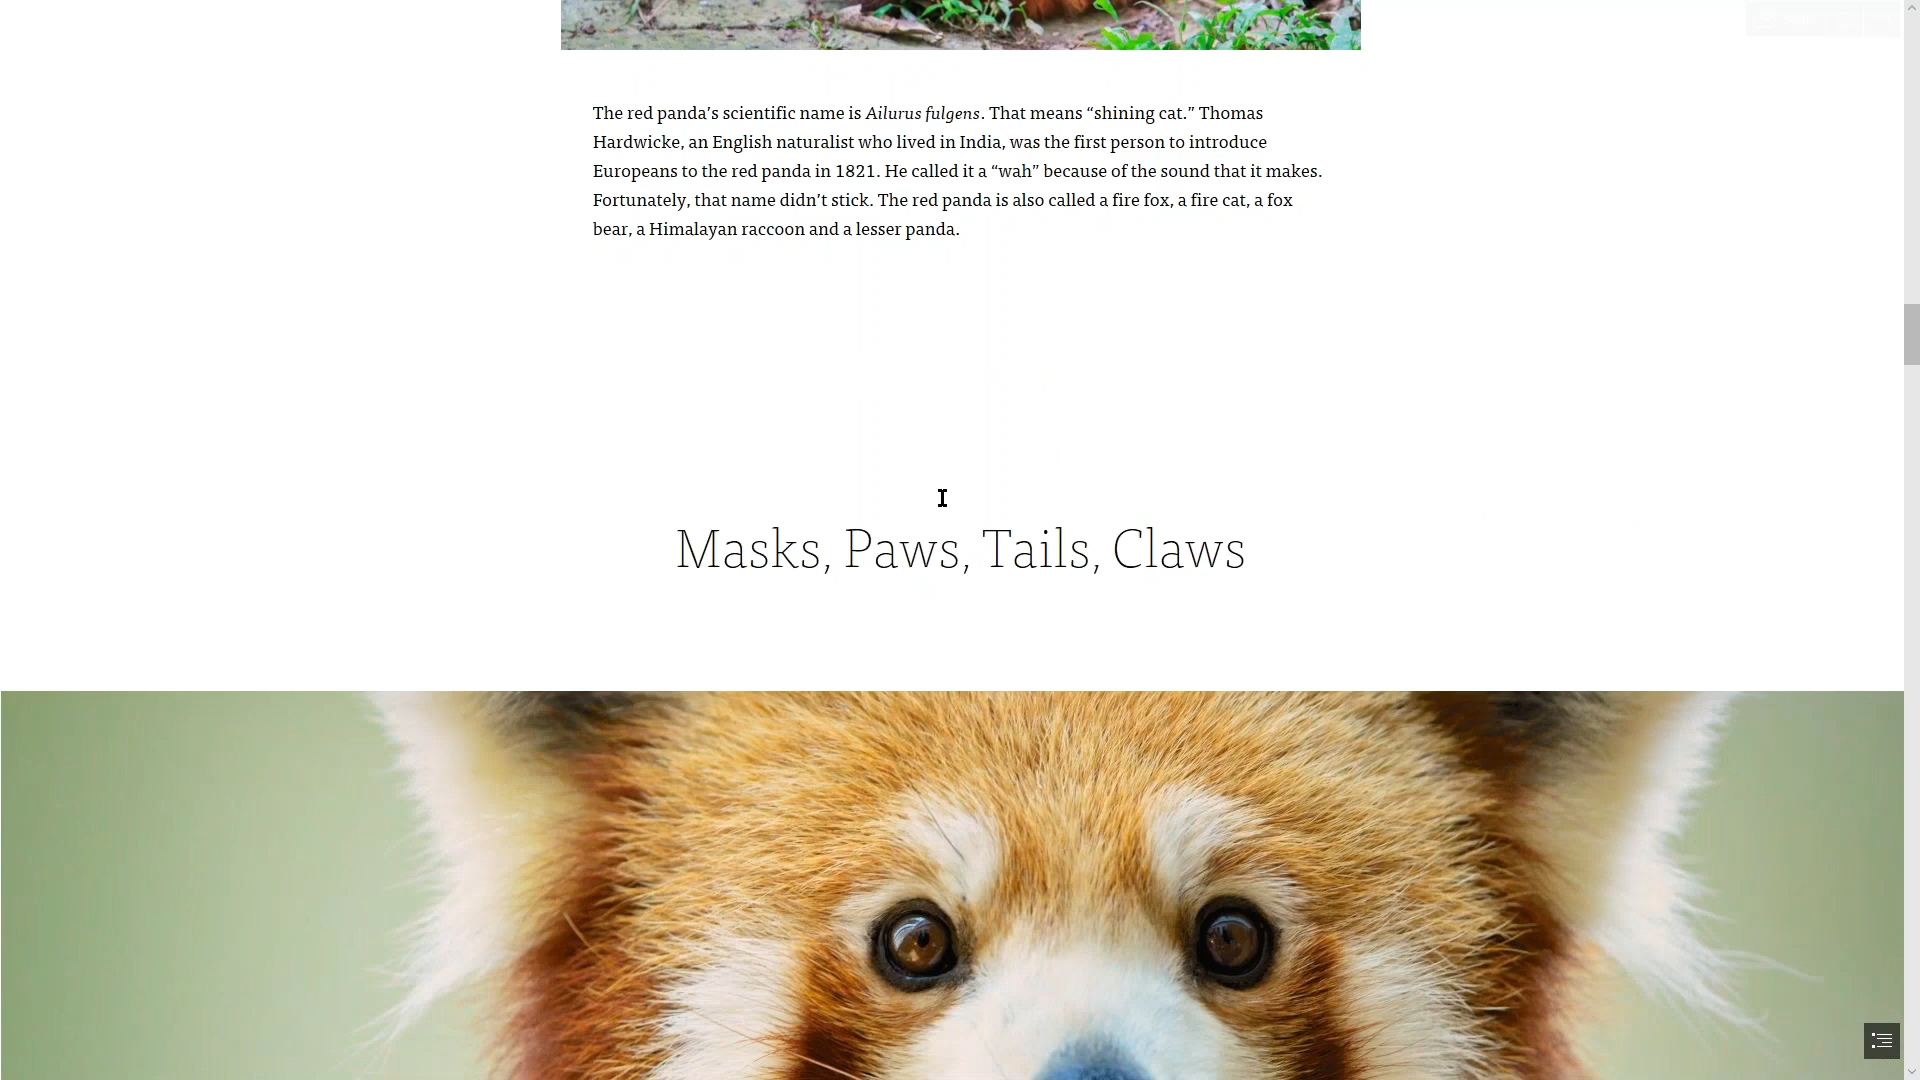 The red panda’s scientific name is Ailurus fulgens. That means “shining cat.” Thomas
Hardwicke, an English naturalist who lived in India, was the first person to introduce
Europeans to the red panda in 1821. He called it a “wah” because of the sound that it makes.
Fortunately, that name didn’t stick. The red panda is also called a fire fox, a fire cat, a fox
bear, a Himalayan raccoon and a lesser panda.
Masks, Paws, Tails, Claws